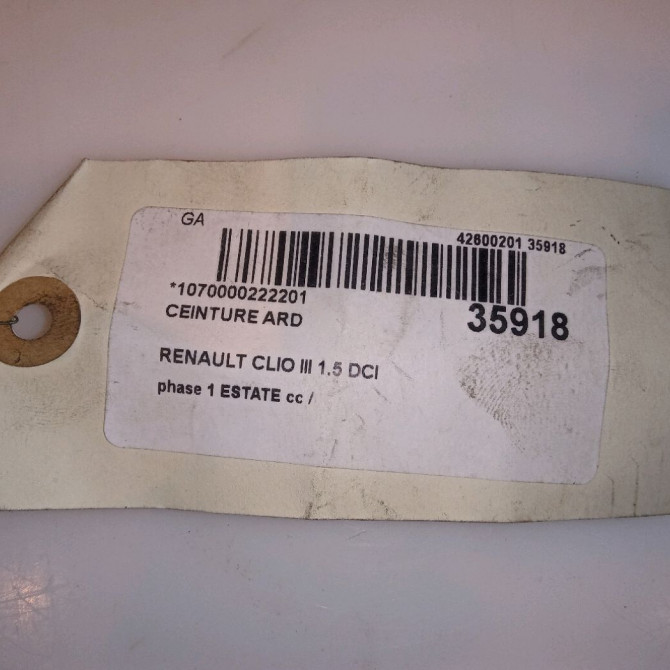 GA
42600201 35918
*1070000222201
CEINTURE ARD
35918
RENAULT CLIO III 1.5 DCI
phase 1 ESTATE cc /